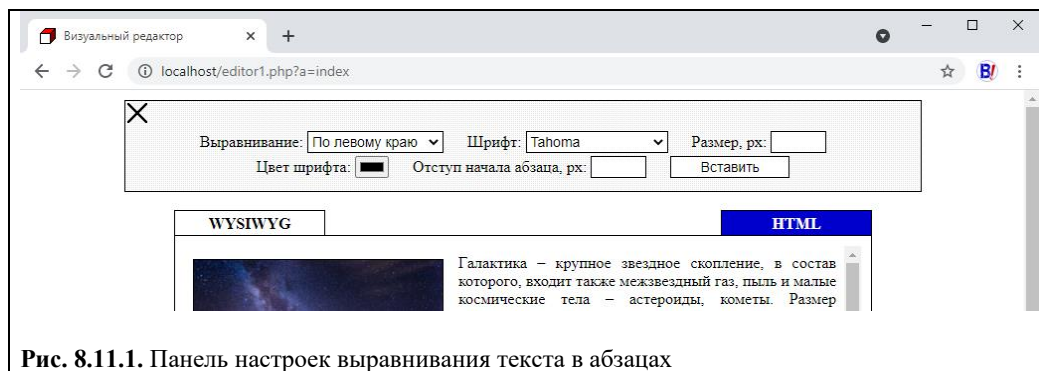 Визуальный редактор
localhost/editor1.php?a=index
Выравнивание: По левому краю Шрифт: Tahoma Размер, px:
Цвет шрифта: Отступ начала абзаца, px: Вставить
WYSIWYG HTML
Галактика – крупное звездное скопление, в состав
которого, входит также межзвездный газ, пыль и малые
космические тела – астероиды, кометы. Размер
Рис. 8.11.1. Панель настроек выравнивания текста в абзацах